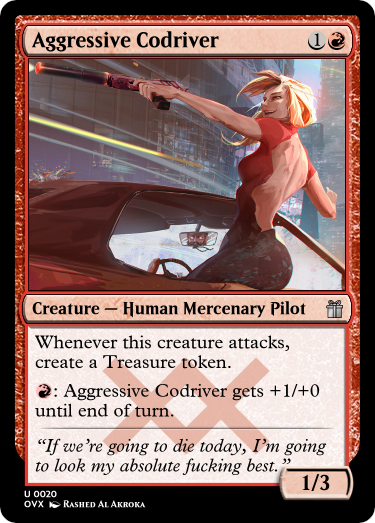 Aggressive Codriver 1
Creature — Human Mercenary Pilot
Whenever this creature attacks,
create a Treasure token.
: Aggressive Codriver gets +1/+0
until end of turn.
“If we’re going to die today, I’m going
to look my absolute fucking best.”
1/3
U 0020
OVX Rashed Al Akroka